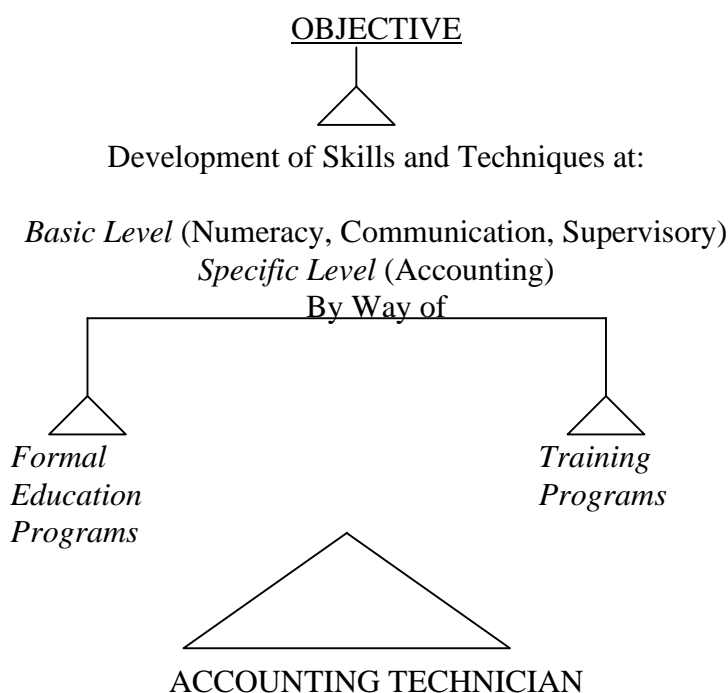 OBJECTIVE
Development of Skills and Techniques at:
Basic Level (Numeracy, Communication, Supervisory)
Specific Level (Accounting)
By Way of
Formal
Education
Programs
Training
Programs
ACCOUNTING TECHNICIAN